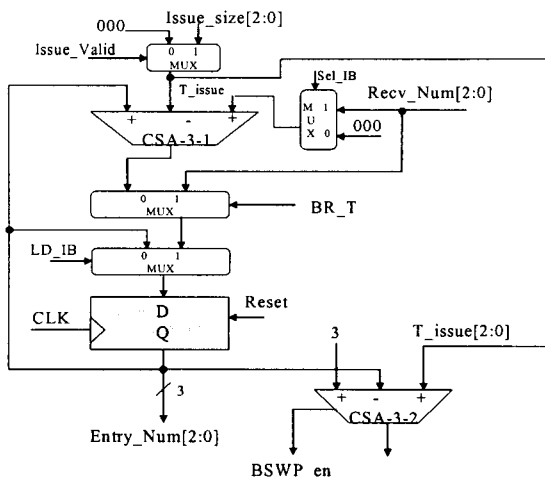 000
Issue_size[2:0]
Issue_Valid
0 1
MUX
T_issue
Sel_IB
M U X
1
0
Recv_Num[2:0]
000
+ - +
CSA-3-1
0 1
MUX
BR_T
LD_IB
0 1
MUX
CLK
D
Q
Reset
3
T_issue[2:0]
3
+ - +
CSA-3-2
Entry_Num[2:0]
BSWP_en